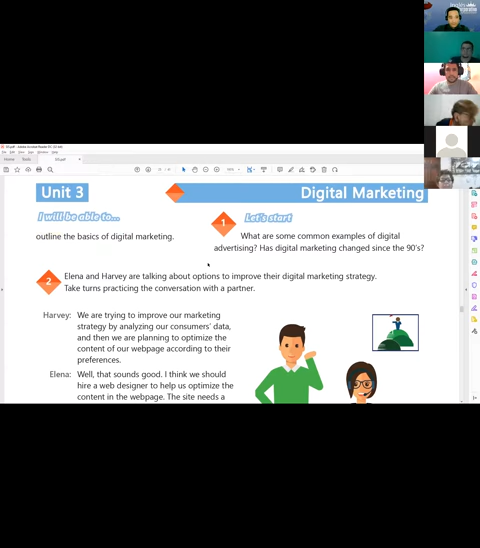 Home Tools
Unit 3
Digital Marketing
I will be able to...
outline the basics of digital marketing.
1 Let's start
What are some common examples of digital
advertising? Has digital marketing changed since the 90's?
2 Elena and Harvey are talking about options to improve their digital marketing strategy.
Take turns practicing the conversation with a partner.
Harvey: We are trying to improve our marketing
strategy by analyzing our consumers' data,
and then we are planning to optimize the
content of our webpage according to their
preferences.
Elena: Well, that sounds good. I think we should
hire a web designer to help us optimize the
content in the webpage. The site needs a